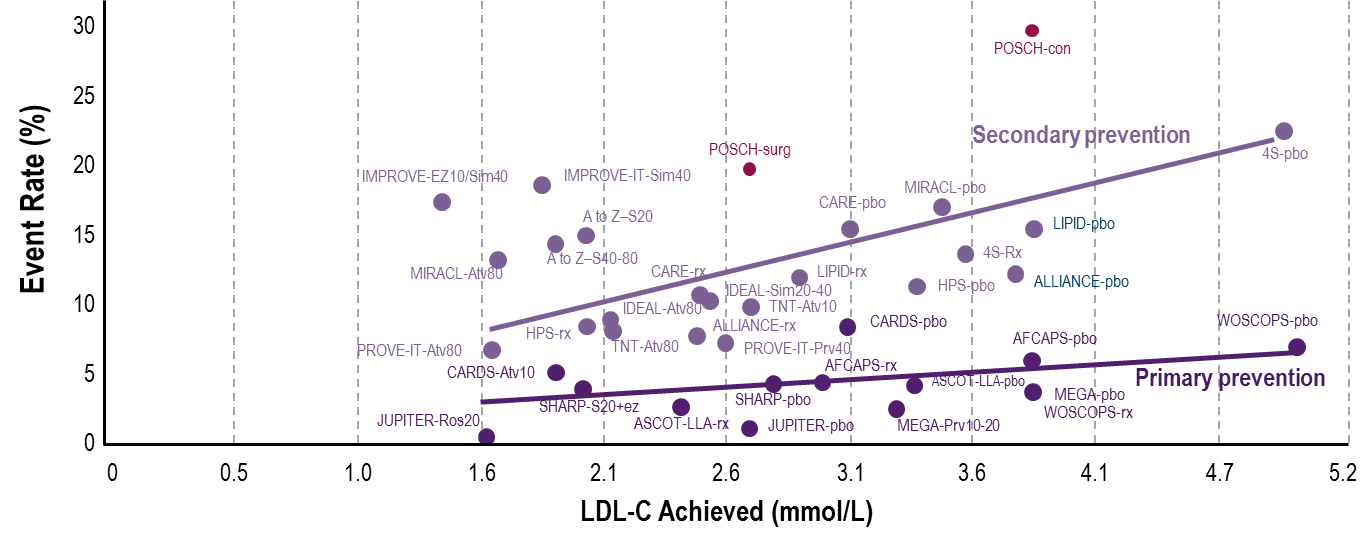 30
POSCH-con
25
Secondary prevention
20
POSCH-surg
4S-pbo
IMPROVE-EZ10/Sim40
IMPROVE-IT-Sim40
MIRACL-pbo
CARE-pbo
A to Z–S20
LIPID-pbo
15
4S-Rx
A to Z–S40-80
MIRACL-Atv80
CARE-rx
LIPID-rx
ALLIANCE-pbo
HPS-pbo
IDEAL-Sim20-40
10
IDEAL-Atv80
TNT-Atv10
CARDS-pbo
WOSCOPS-pbo
HPS-rx
ALLIANCE-rx
AFCAPS-pbo
PROVE-IT-Atv80
TNT-Atv80
PROVE-IT-Prv40
AFCAPS-rx
5
CARDS-Atv10
ASCOT-LLA-pbo
Primary prevention
SHARP-S20+ez
SHARP-pbo
MEGA-pbo
WOSCOPS-rx
JUPITER-Ros20
ASCOT-LLA-rx
JUPITER-pbo
MEGA-Prv10-20
0
Event Rate (%)
0 0.5 1.0 1.6 2.1 2.6 3.1 3.6 4.1 4.7 5.2
LDL-C Achieved (mmol/L)